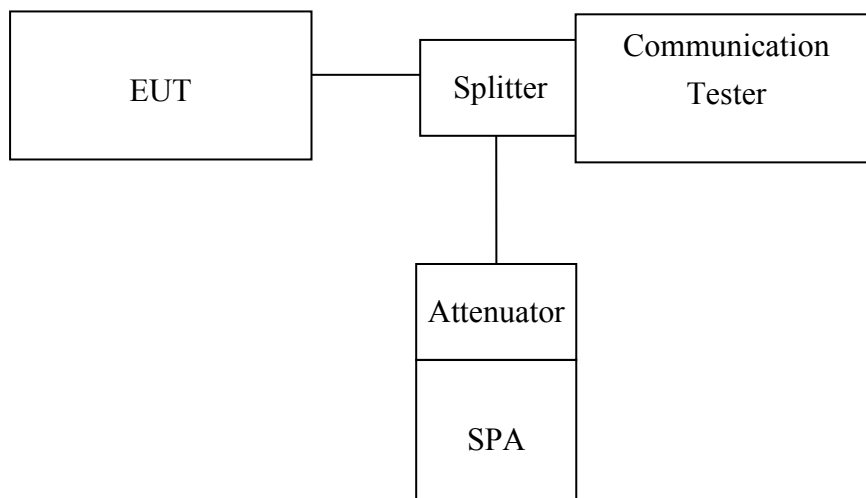 EUT
Splitter
Communication
Tester
Attenuator
SPA